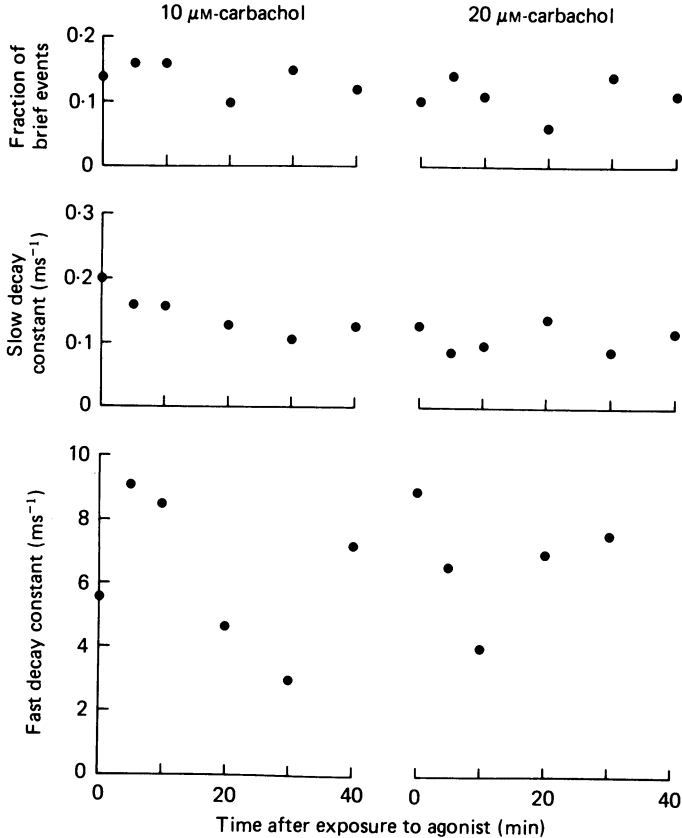 10 μM-carbachol
20 μM-carbachol
Fraction of
brief events
0·2
0·1
0
Slow decay
constant (ms⁻¹)
0·3
0·2
0·1
0
Fast decay constant (ms⁻¹)
10
8
6
4
2
0
0
20
40
0
20
40
Time after exposure to agonist (min)